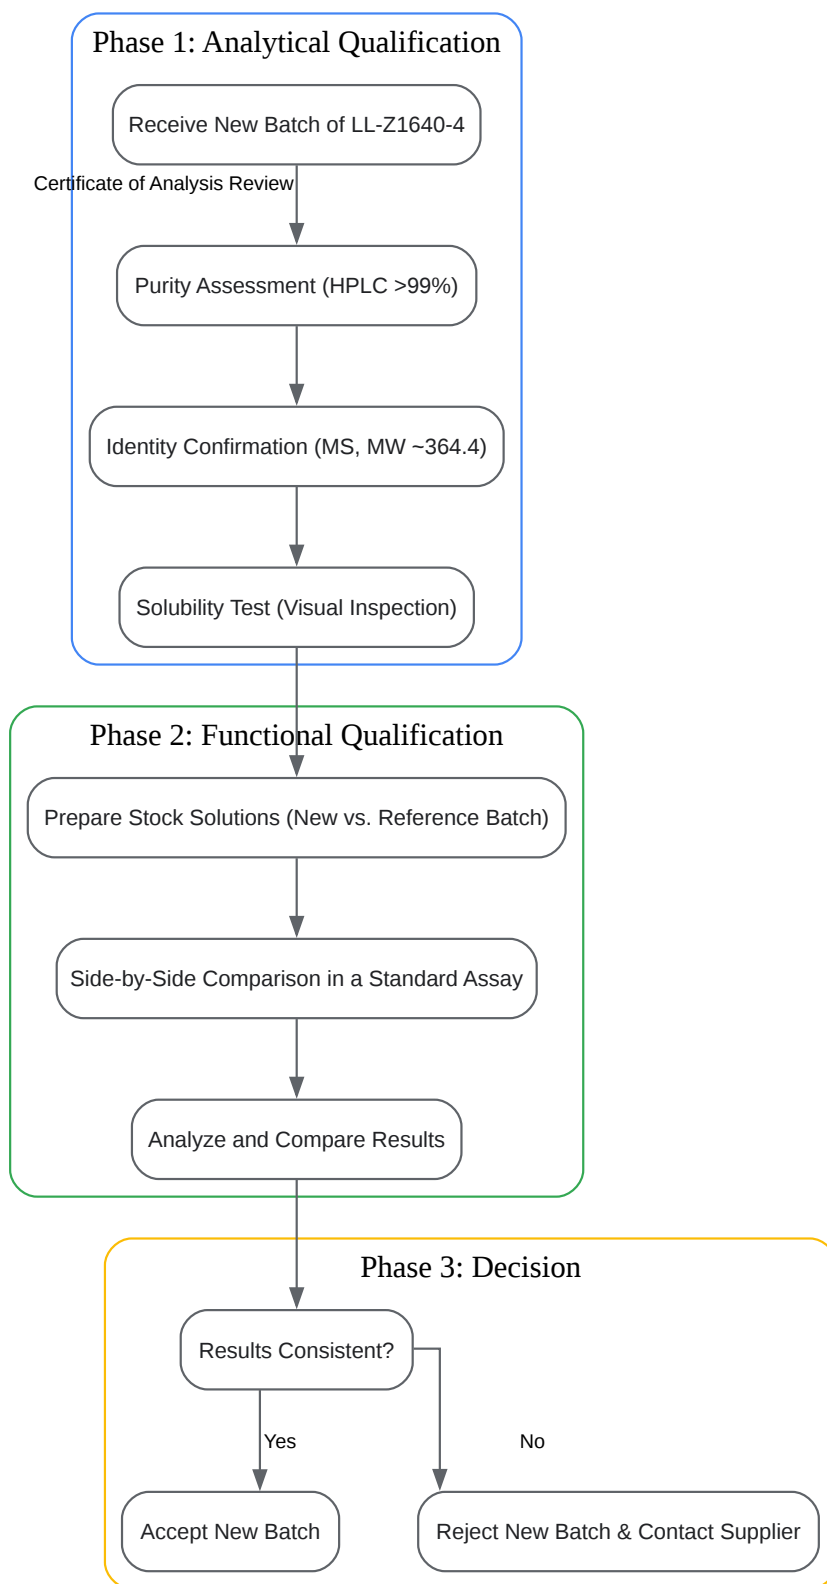 Phase 1: Analytical Qualification
Receive New Batch of LL-Z1640-4
Certificate of Analysis Review
Purity Assessment (HPLC >99%)
Identity Confirmation (MS, MW ~364.4)
Solubility Test (Visual Inspection)
Phase 2: Functional Qualification
Prepare Stock Solutions (New vs. Reference Batch)
Side-by-Side Comparison in a Standard Assay
Analyze and Compare Results
Phase 3: Decision
Results Consistent?
Yes
No
Accept New Batch
Reject New Batch & Contact Supplier